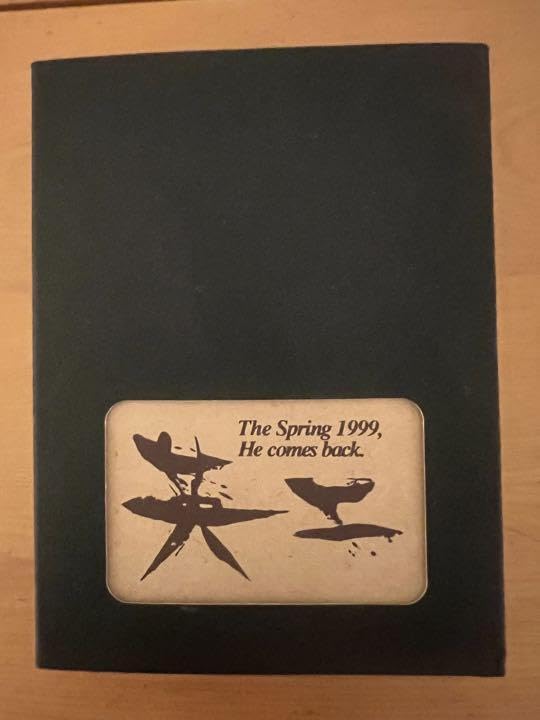 The Spring 1999,
He comes back.